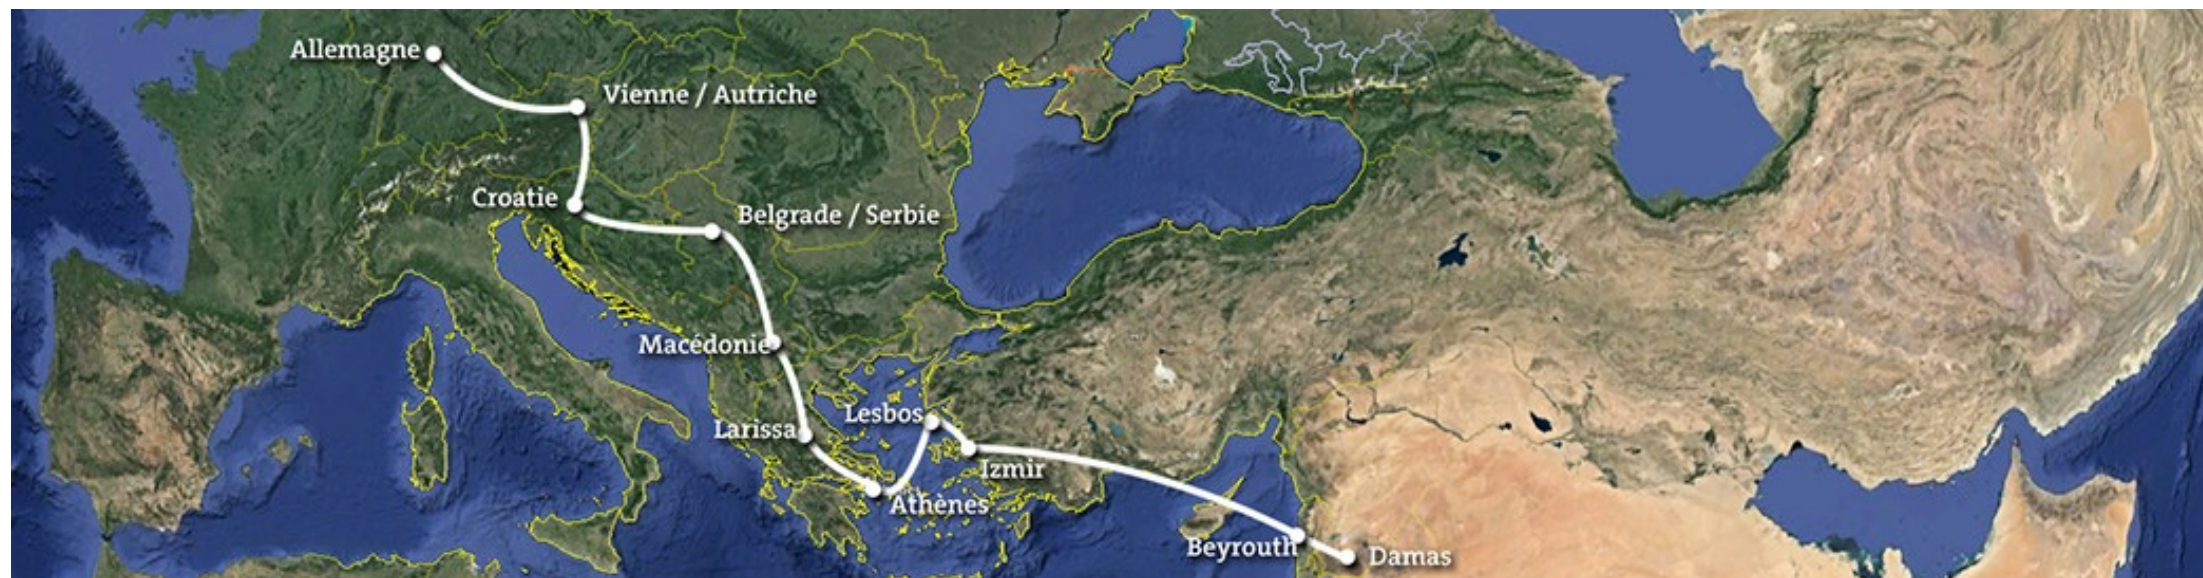 Allemagne
Vienne / Autriche
Croatie
Belgrade / Serbie
Macédonie
Lesbos
Larissa
Izmir
Athènes
Beyrouth
Damas